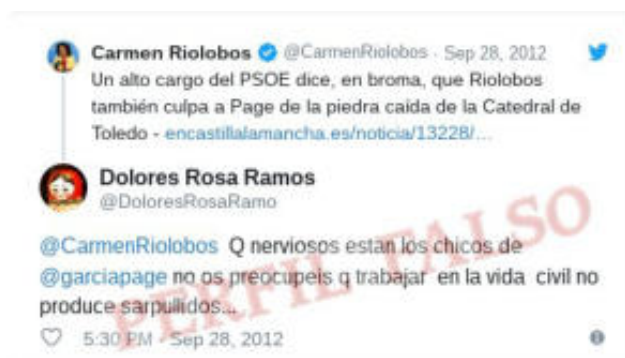 Carmen Riolobos @CarmenRiolobos · Sep 28, 2012
Un alto cargo del PSOE dice, en broma, que Riolobos
también culpa a Page de la piedra caída de la Catedral de
Toledo - encastillalamancha.es/noticia/13228/...
Dolores Rosa Ramos
@DoloresRosaRamo
@CarmenRiolobos Q nerviosos estan los chicos de
@garciapage no os preocupeis q trabajar en la vida civil no
produce sarpullidos...
5:30 PM - Sep 28, 2012
PERFIL FALSO